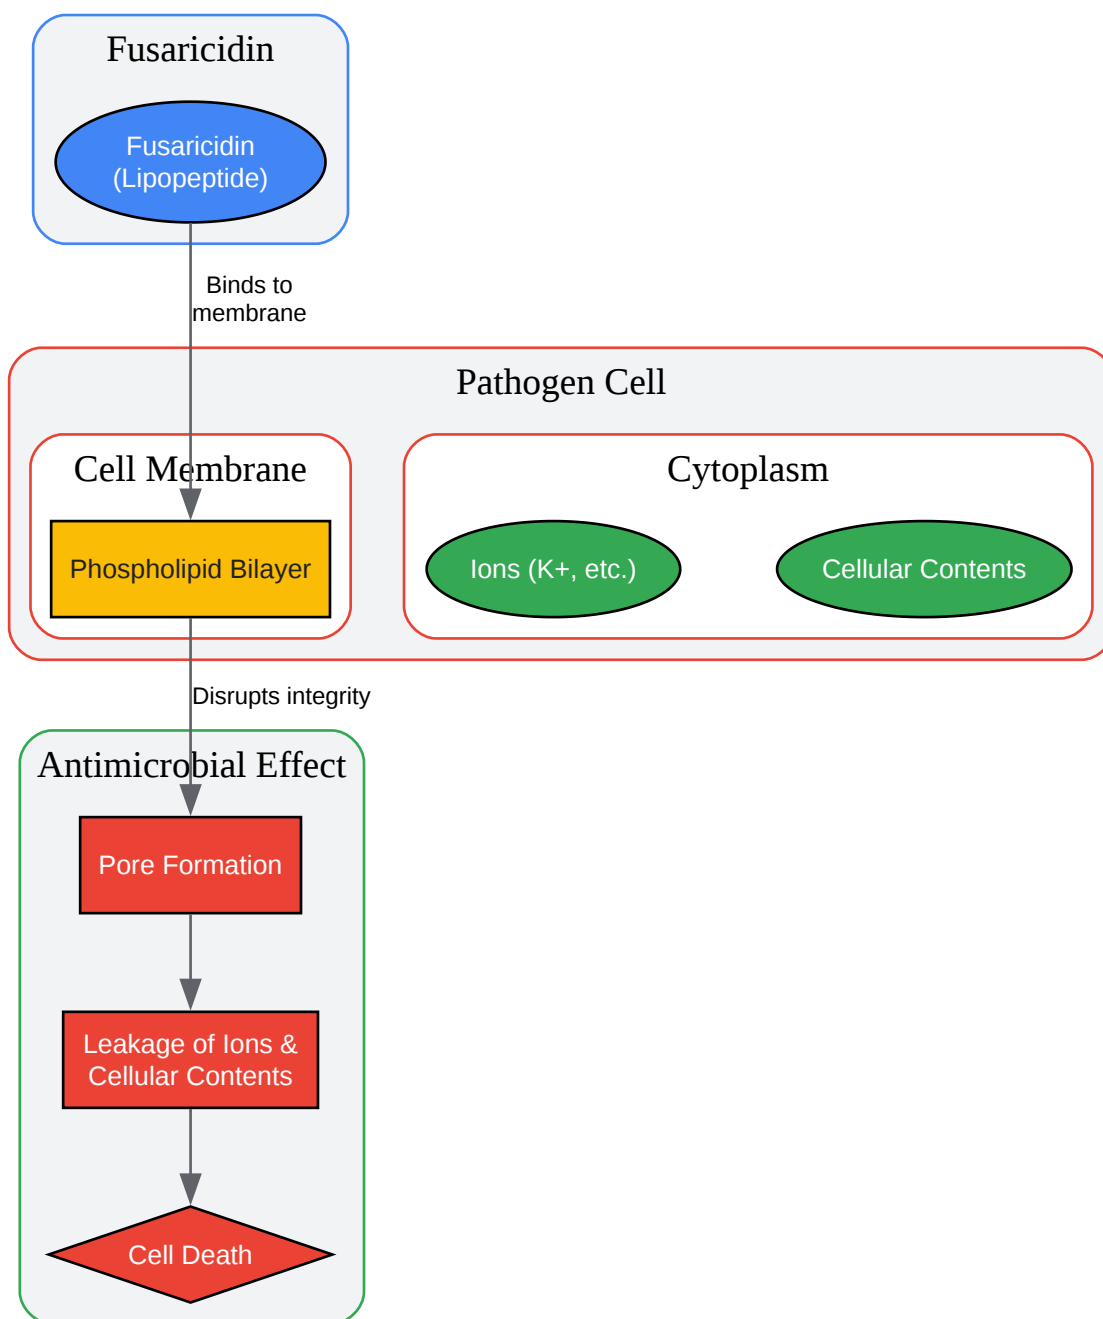 Fusaricidin
Fusaricidin
(Lipopeptide)
Binds to
membrane
Pathogen Cell
Cell Membrane
Cytoplasm
Phospholipid Bilayer
Ions (K+, etc.)
Cellular Contents
Disrupts integrity
Antimicrobial Effect
Pore Formation
Leakage of Ions &
Cellular Contents
Cell Death